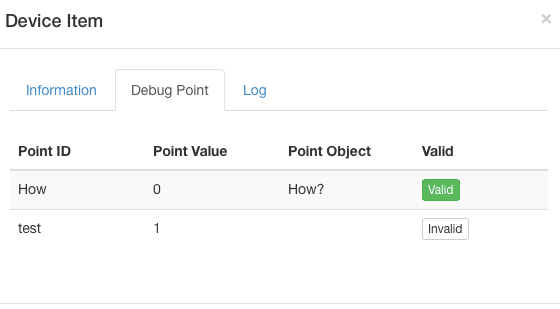 Device Item ×
Information Debug Point Log
Point ID Point Value Point Object Valid
How 0 How? Valid
test 1 Invalid